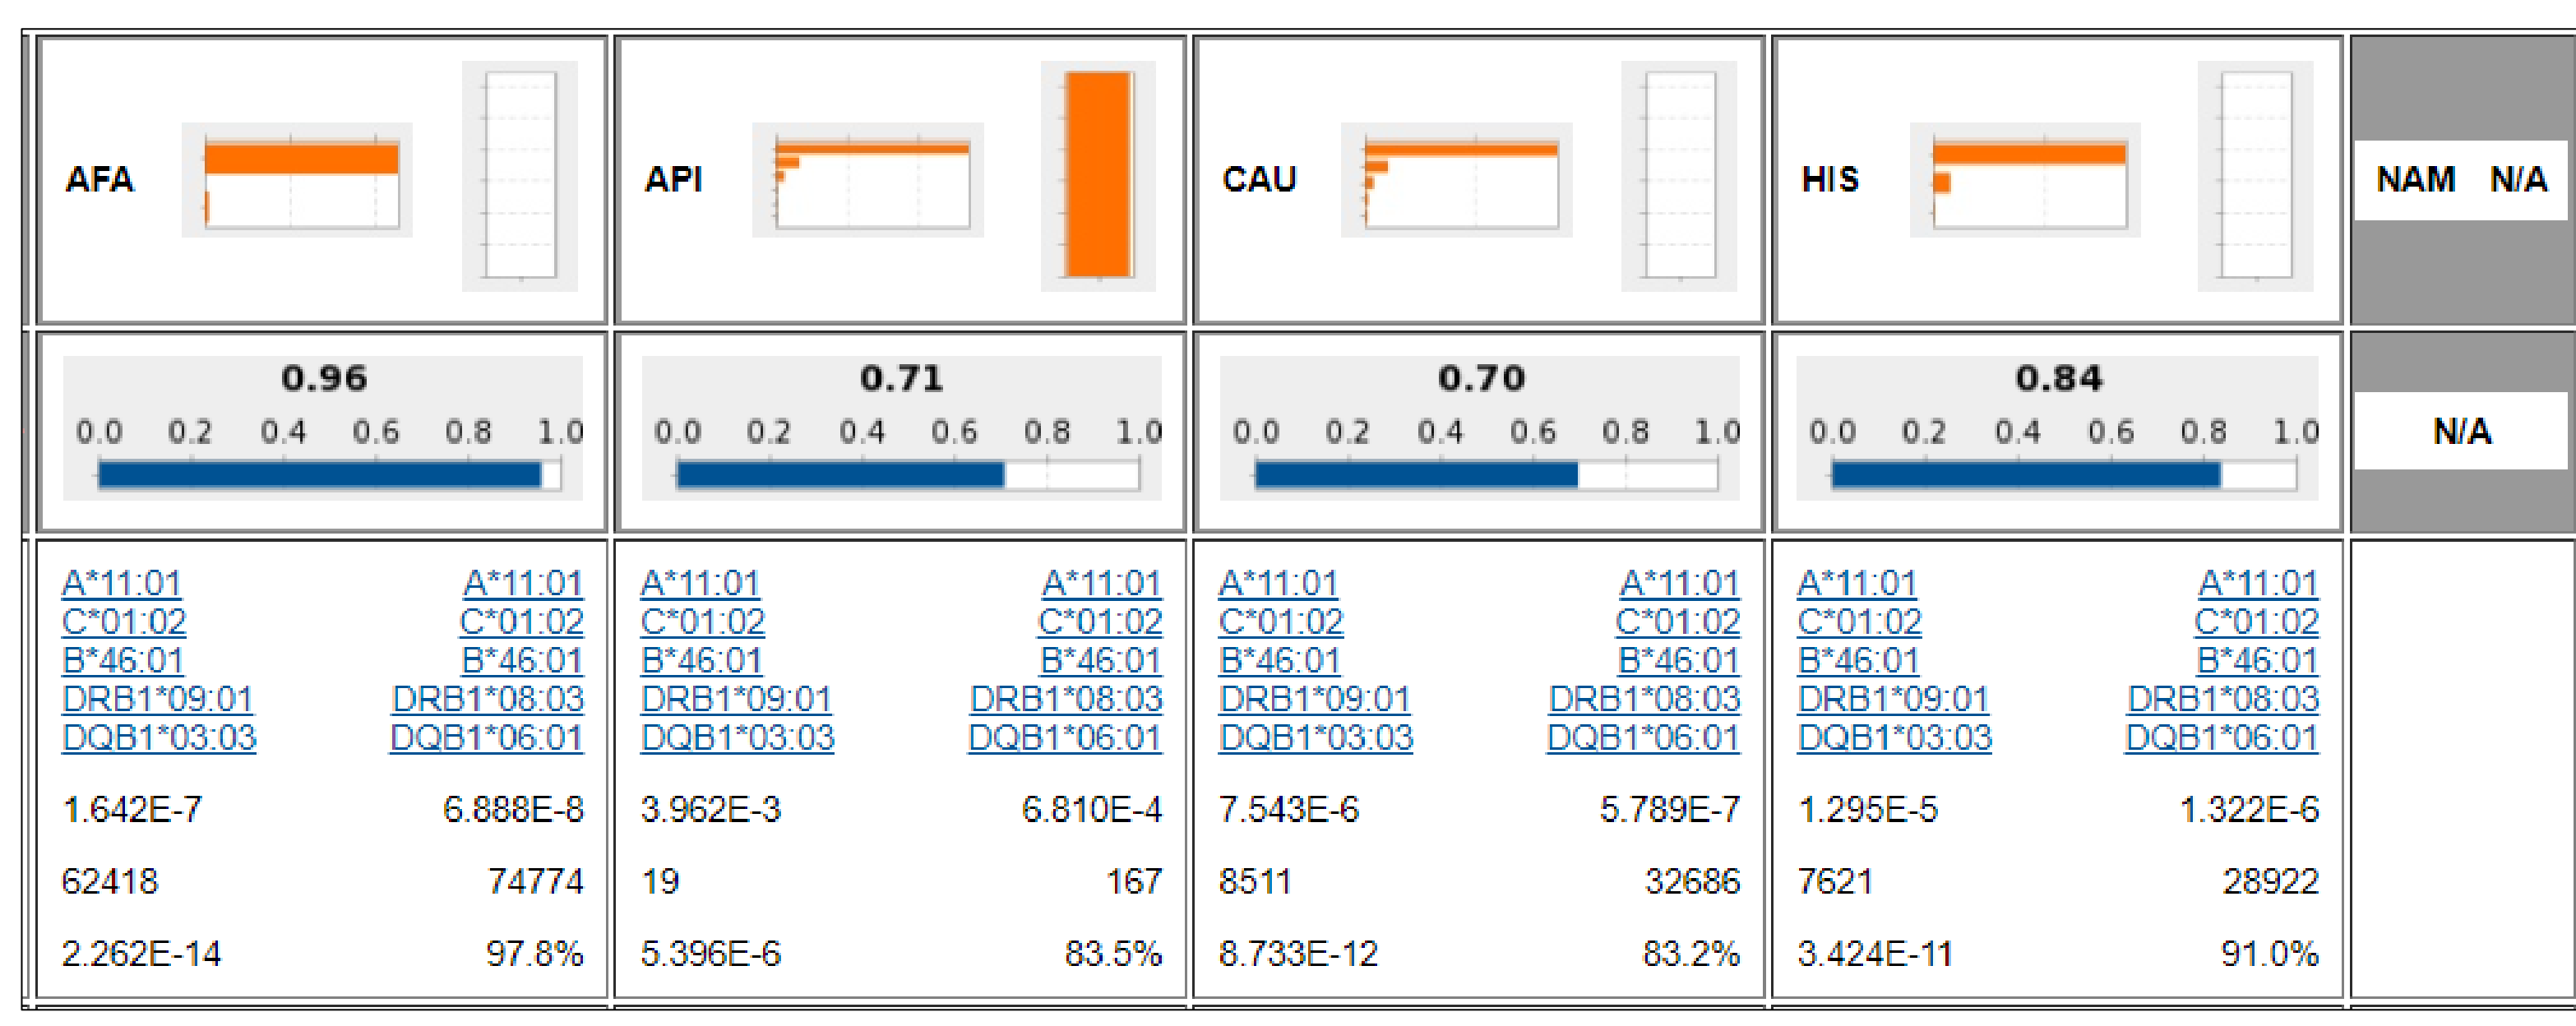 AFA API CAU HIS NAM N/A
0.96 0.71 0.70 0.84
0.0 0.2 0.4 0.6 0.8 1.0 0.0 0.2 0.4 0.6 0.8 1.0 0.0 0.2 0.4 0.6 0.8 1.0 0.0 0.2 0.4 0.6 0.8 1.0 N/A
A*11:01 A*11:01 A*11:01 A*11:01 A*11:01 A*11:01 A*11:01 A*11:01
C*01:02 C*01:02 C*01:02 C*01:02 C*01:02 C*01:02 C*01:02 C*01:02
B*46:01 B*46:01 B*46:01 B*46:01 B*46:01 B*46:01 B*46:01 B*46:01
DRB1*09:01 DRB1*08:03 DRB1*09:01 DRB1*08:03 DRB1*09:01 DRB1*08:03 DRB1*09:01 DRB1*08:03
DQB1*03:03 DQB1*06:01 DQB1*03:03 DQB1*06:01 DQB1*03:03 DQB1*06:01 DQB1*03:03 DQB1*06:01
1.642E-7 6.888E-8 3.962E-3 6.810E-4 7.543E-6 5.789E-7 1.295E-5 1.322E-6
62418 74774 19 167 8511 32686 7621 28922
2.262E-14 97.8% 5.396E-6 83.5% 8.733E-12 83.2% 3.424E-11 91.0%